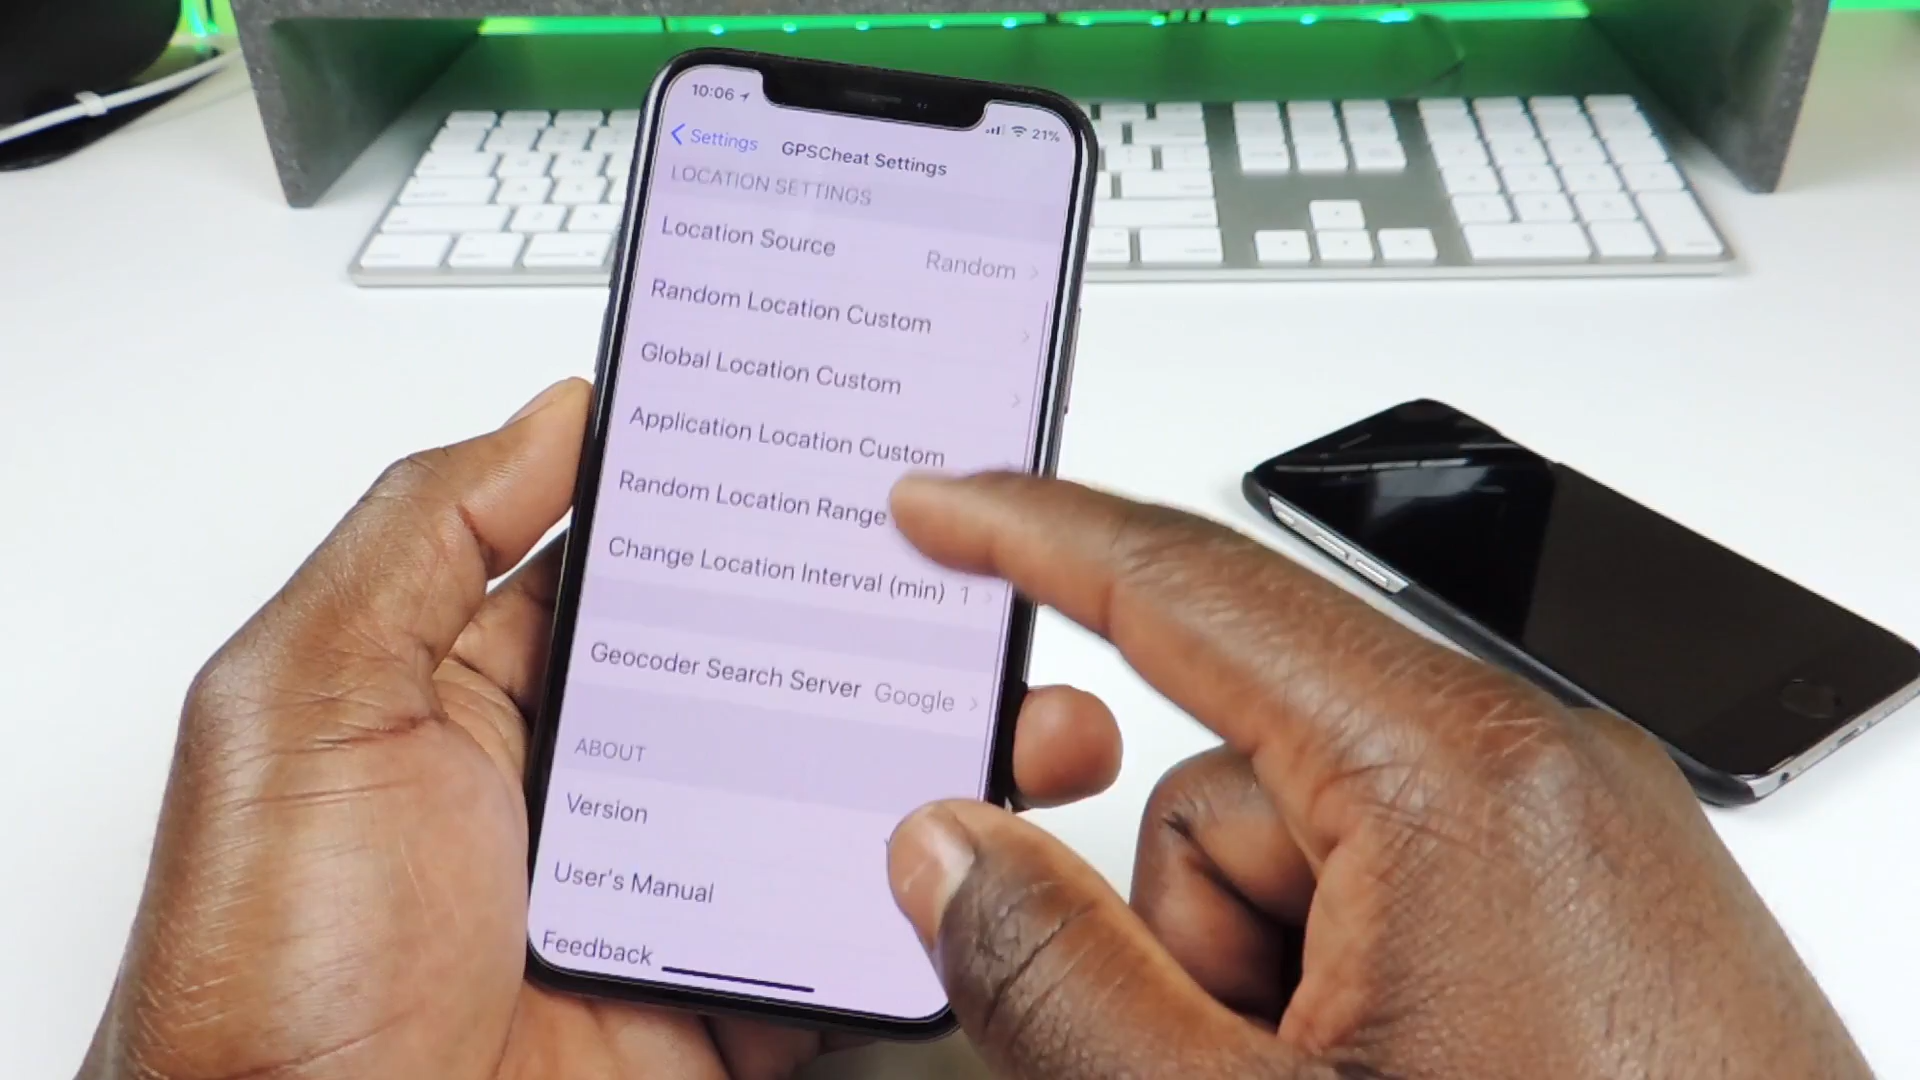 10:06
21%
Settings
GPSCheat Settings
LOCATION SETTINGS
Location Source Random
Random Location Custom
Global Location Custom
Application Location Custom
Random Location Range
Change Location Interval (min) 1
Geocoder Search Server Google
ABOUT
Version
User's Manual
Feedback